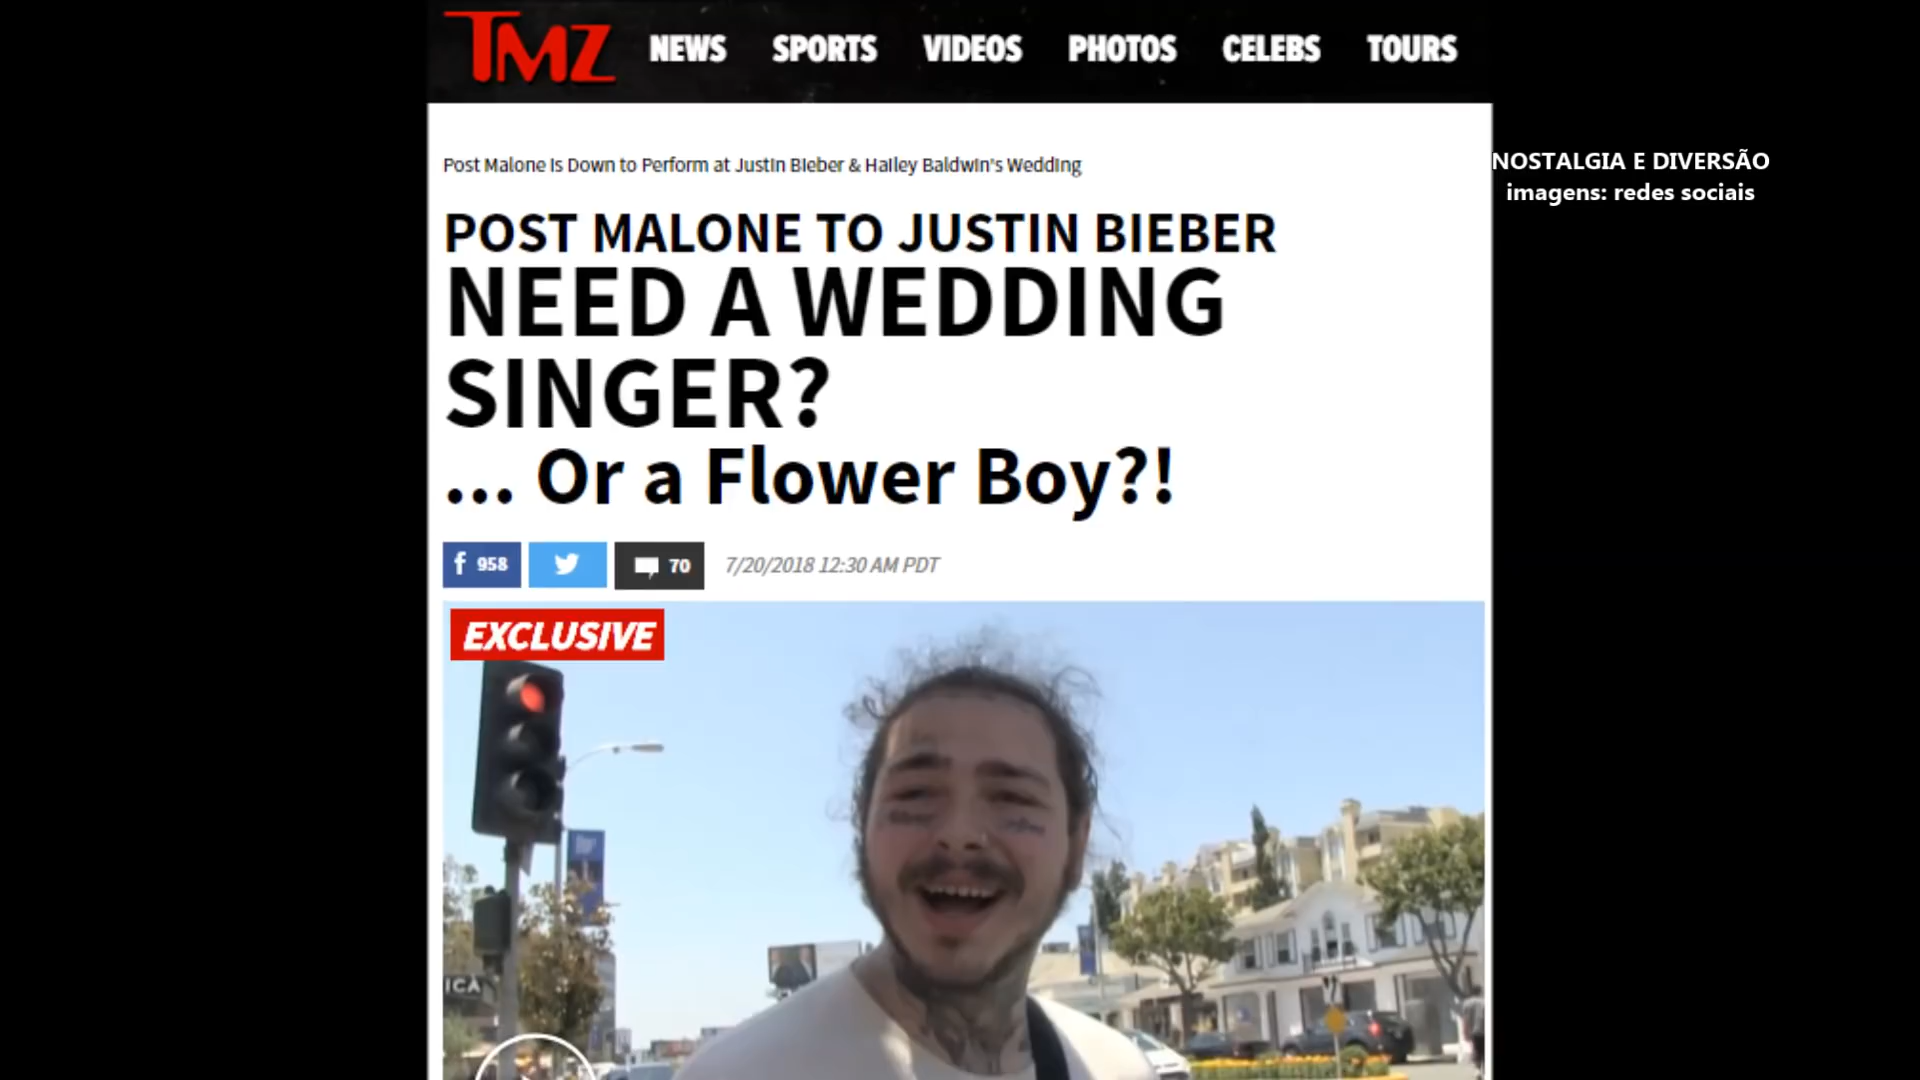 TMZ NEWS SPORTS VIDEOS PHOTOS CELEBS TOURS
Post Malone Is Down to Perform at Justin Bieber & Hailey Baldwin's Wedding
NOSTALGIA E DIVERSÃO
imagens: redes sociais
POST MALONE TO JUSTIN BIEBER
NEED A WEDDING
SINGER?
... Or a Flower Boy?!
f 958
70
7/20/2018 12:30 AM PDT
EXCLUSIVE
ICA